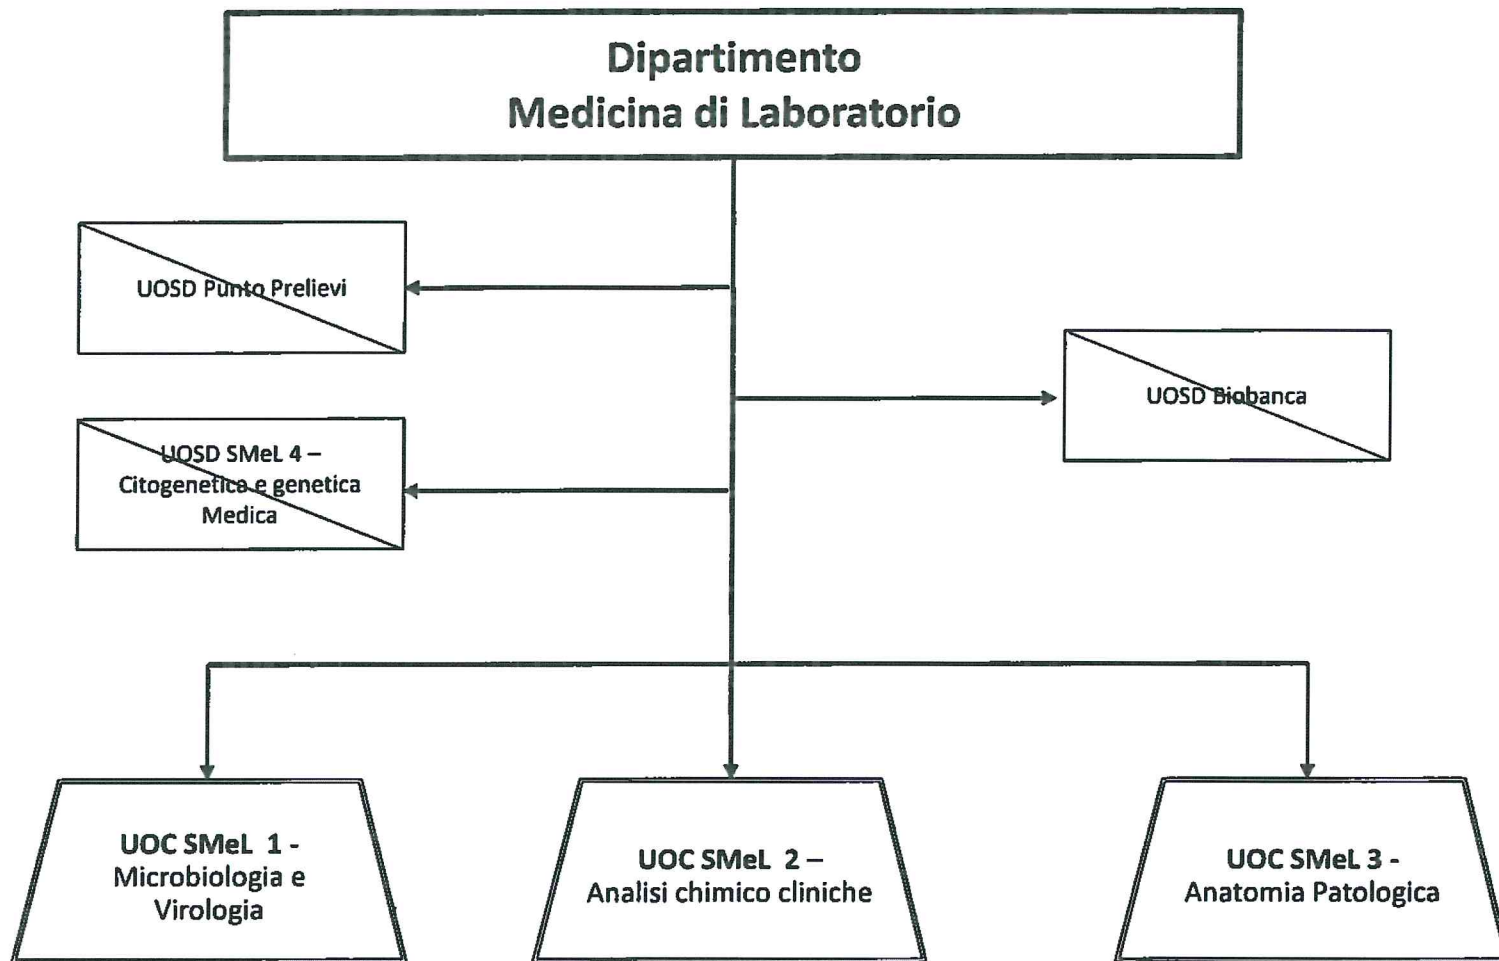 Dipartimento
Medicina di Laboratorio
UOSD Punto Prelievi
UOSD Biobanca
UOSD SMeL 4 –
Citogenetica e genetica
Medica
UOC SMeL 1 -
Microbiologia e
Virologia
UOC SMeL 2 –
Analisi chimico cliniche
UOC SMeL 3 -
Anatomia Patologica